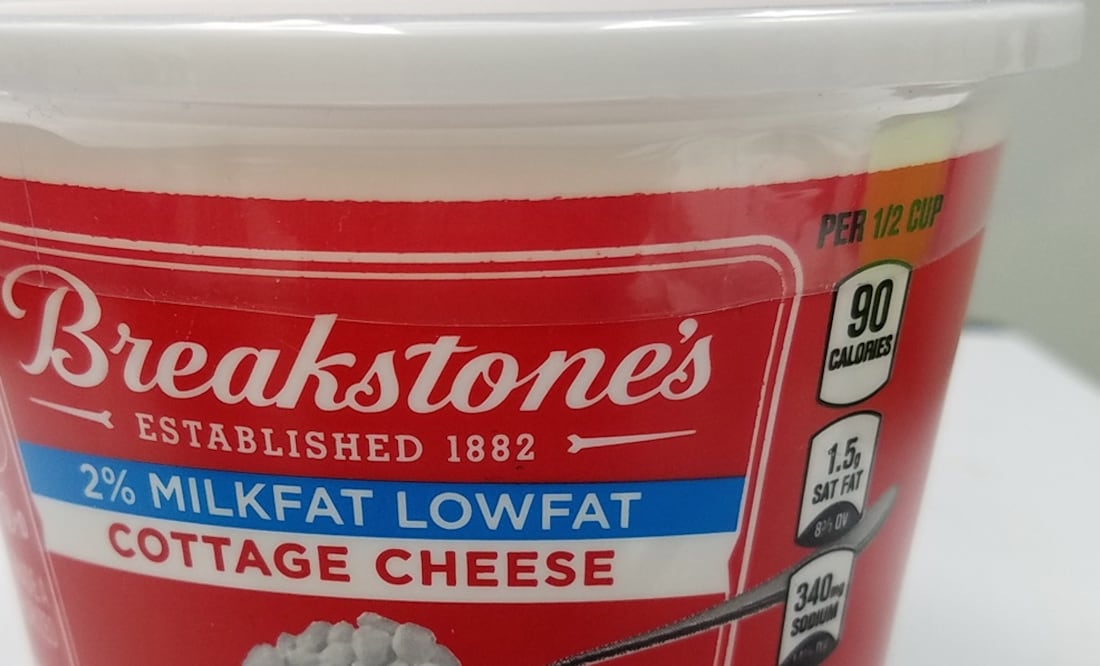 Breakstone's
ESTABLISHED 1882
2% MILKFAT LOWFAT
COTTAGE CHEESE
PER 1/2 CUP
90
CALORIES
1.5g
SAT FAT
8% DV
340mg
SODIUM